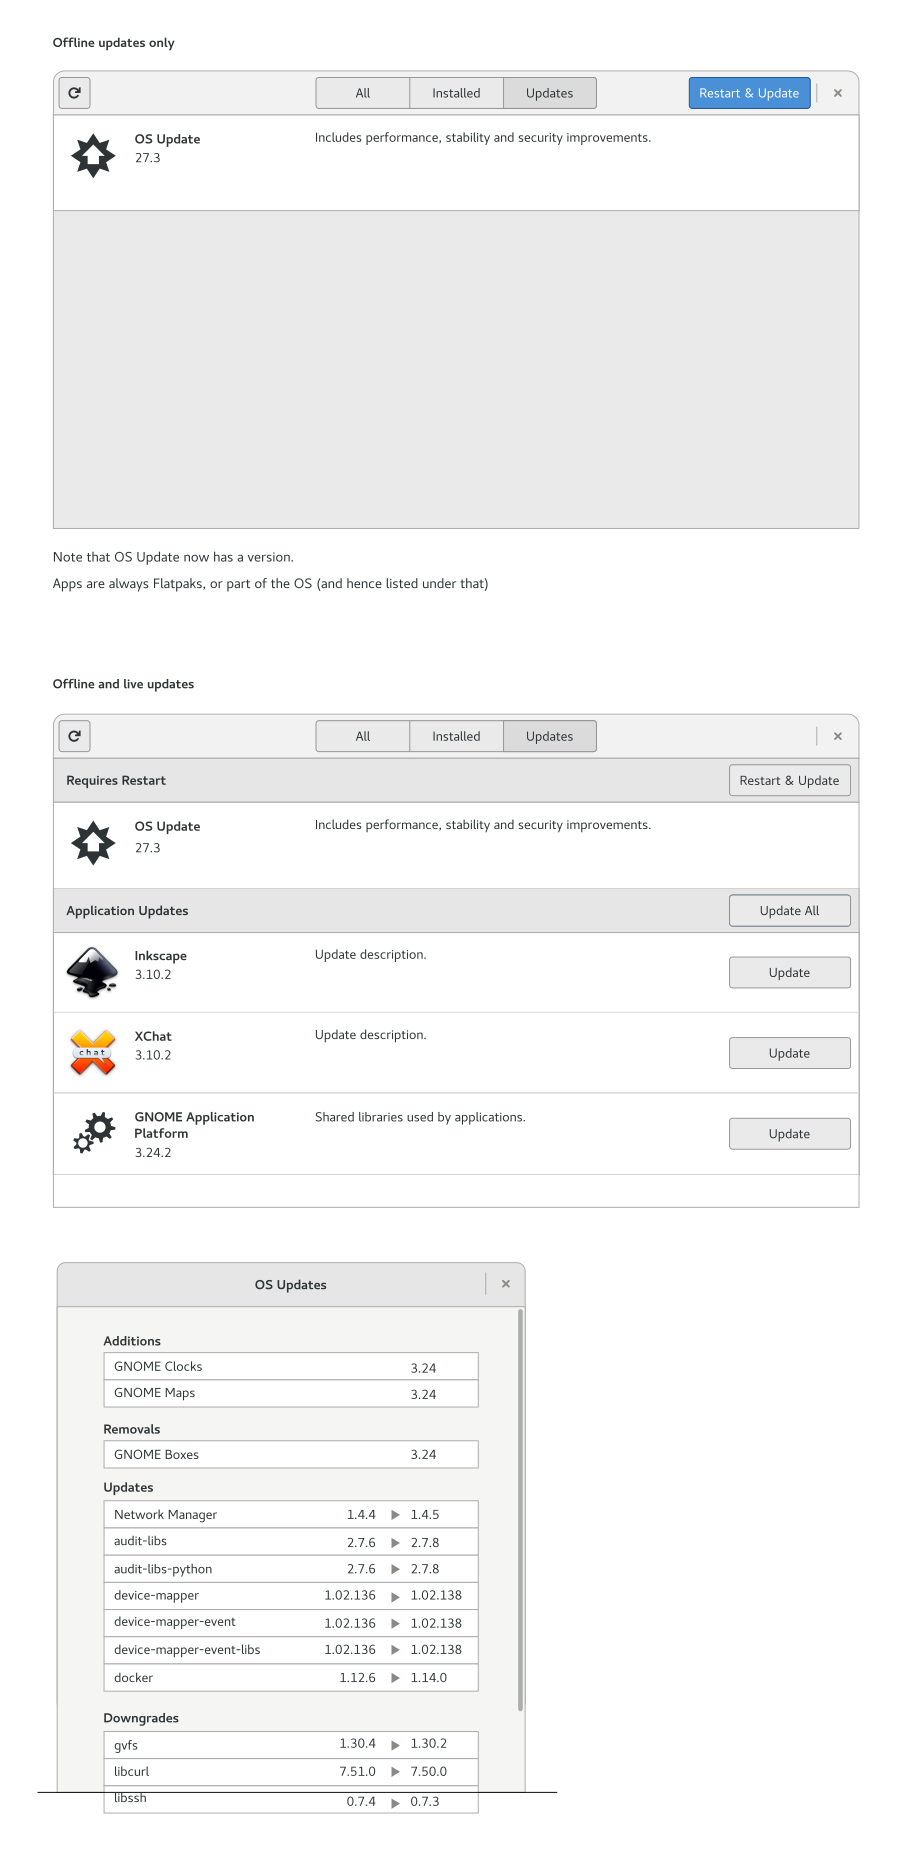 Offline updates only
All Installed Updates Restart & Update ×
OS Update Includes performance, stability and security improvements.
27.3
Note that OS Update now has a version.
Apps are always Flatpaks, or part of the OS (and hence listed under that)
Offline and live updates
All Installed Updates ×
Requires Restart Restart & Update
OS Update Includes performance, stability and security improvements.
27.3
Application Updates Update All
Inkscape Update description.
3.10.2 Update
XChat Update description.
chat 3.10.2 Update
GNOME Application Shared libraries used by applications.
Platform Update
3.24.2
OS Updates ×
Additions
GNOME Clocks 3.24
GNOME Maps 3.24
Removals
GNOME Boxes 3.24
Updates
Network Manager 1.4.4 ▶ 1.4.5
audit-libs 2.7.6 ▶ 2.7.8
audit-libs-python 2.7.6 ▶ 2.7.8
device-mapper 1.02.136 ▶ 1.02.138
device-mapper-event 1.02.136 ▶ 1.02.138
device-mapper-event-libs 1.02.136 ▶ 1.02.138
docker 1.12.6 ▶ 1.14.0
Downgrades
gvfs 1.30.4 ▶ 1.30.2
libcurl 7.51.0 ▶ 7.50.0
libssh 0.7.4 ▶ 0.7.3